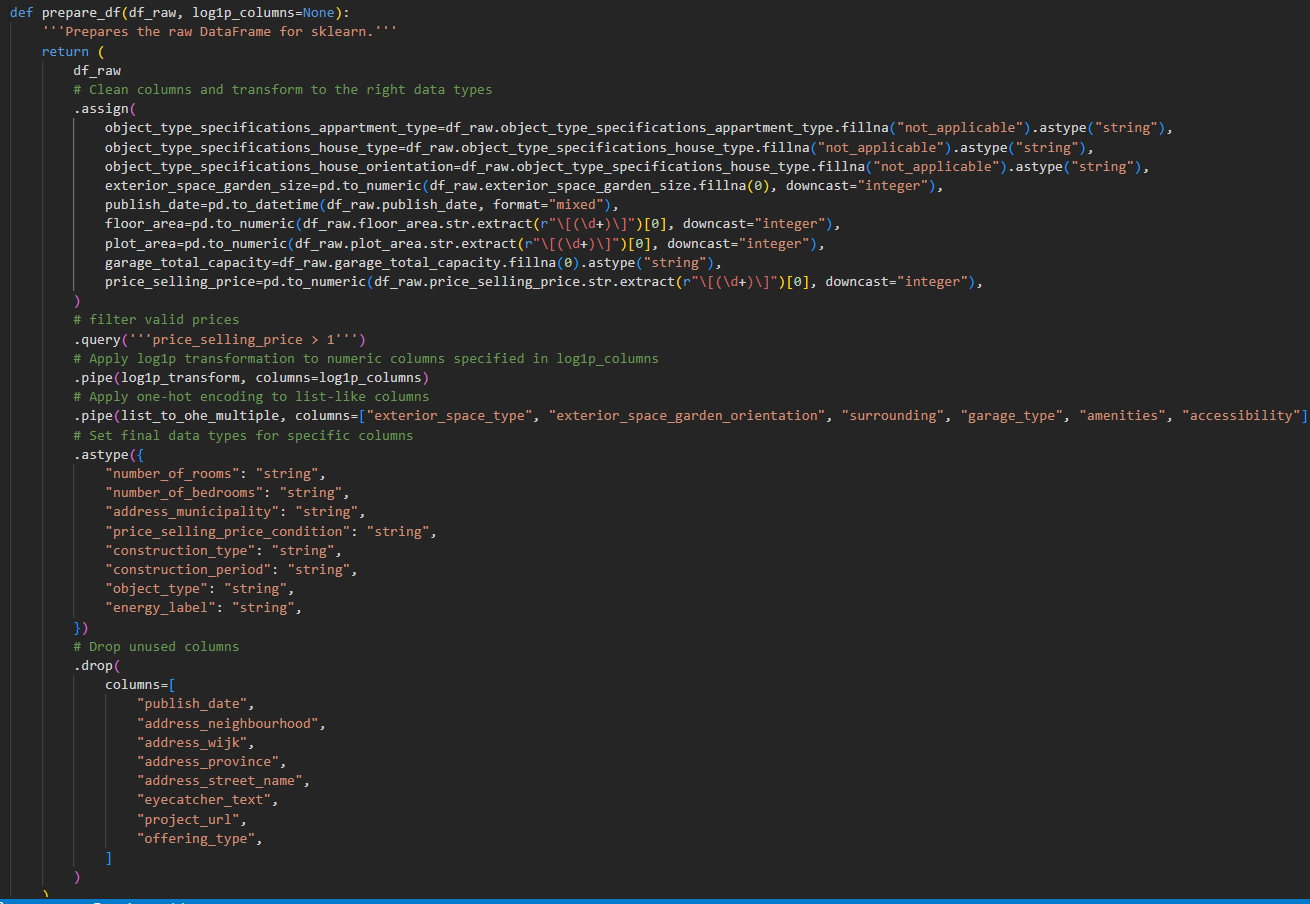 def prepare_df(df_raw, log1p_columns=None):
    '''Prepares the raw DataFrame for sklearn.'''
    return (
        df_raw
        # Clean columns and transform to the right data types
        .assign(
            object_type_specifications_appartment_type=df_raw.object_type_specifications_appartment_type.fillna("not_applicable").astype("string"),
            object_type_specifications_house_type=df_raw.object_type_specifications_house_type.fillna("not_applicable").astype("string"),
            object_type_specifications_house_orientation=df_raw.object_type_specifications_house_type.fillna("not_applicable").astype("string"),
            exterior_space_garden_size=pd.to_numeric(df_raw.exterior_space_garden_size.fillna(0), downcast="integer"),
            publish_date=pd.to_datetime(df_raw.publish_date, format="mixed"),
            floor_area=pd.to_numeric(df_raw.floor_area.str.extract(r"\[(\d+)\]")[0], downcast="integer"),
            plot_area=pd.to_numeric(df_raw.plot_area.str.extract(r"\[(\d+)\]")[0], downcast="integer"),
            garage_total_capacity=df_raw.garage_total_capacity.fillna(0).astype("string"),
            price_selling_price=pd.to_numeric(df_raw.price_selling_price.str.extract(r"\[(\d+)\]")[0], downcast="integer"),
        )
        # filter valid prices
        .query('''price_selling_price > 1''')
        # Apply log1p transformation to numeric columns specified in log1p_columns
        .pipe(log1p_transform, columns=log1p_columns)
        # Apply one-hot encoding to list-like columns
        .pipe(list_to_ohe_multiple, columns=["exterior_space_type", "exterior_space_garden_orientation", "surrounding", "garage_type", "amenities", "accessibility"]
        # Set final data types for specific columns
        .astype({
            "number_of_rooms": "string",
            "number_of_bedrooms": "string",
            "address_municipality": "string",
            "price_selling_price_condition": "string",
            "construction_type": "string",
            "construction_period": "string",
            "object_type": "string",
            "energy_label": "string",
        })
        # Drop unused columns
        .drop(
            columns=[
                "publish_date",
                "address_neighbourhood",
                "address_wijk",
                "address_province",
                "address_street_name",
                "eyecatcher_text",
                "project_url",
                "offering_type",
            ]
        )
    )